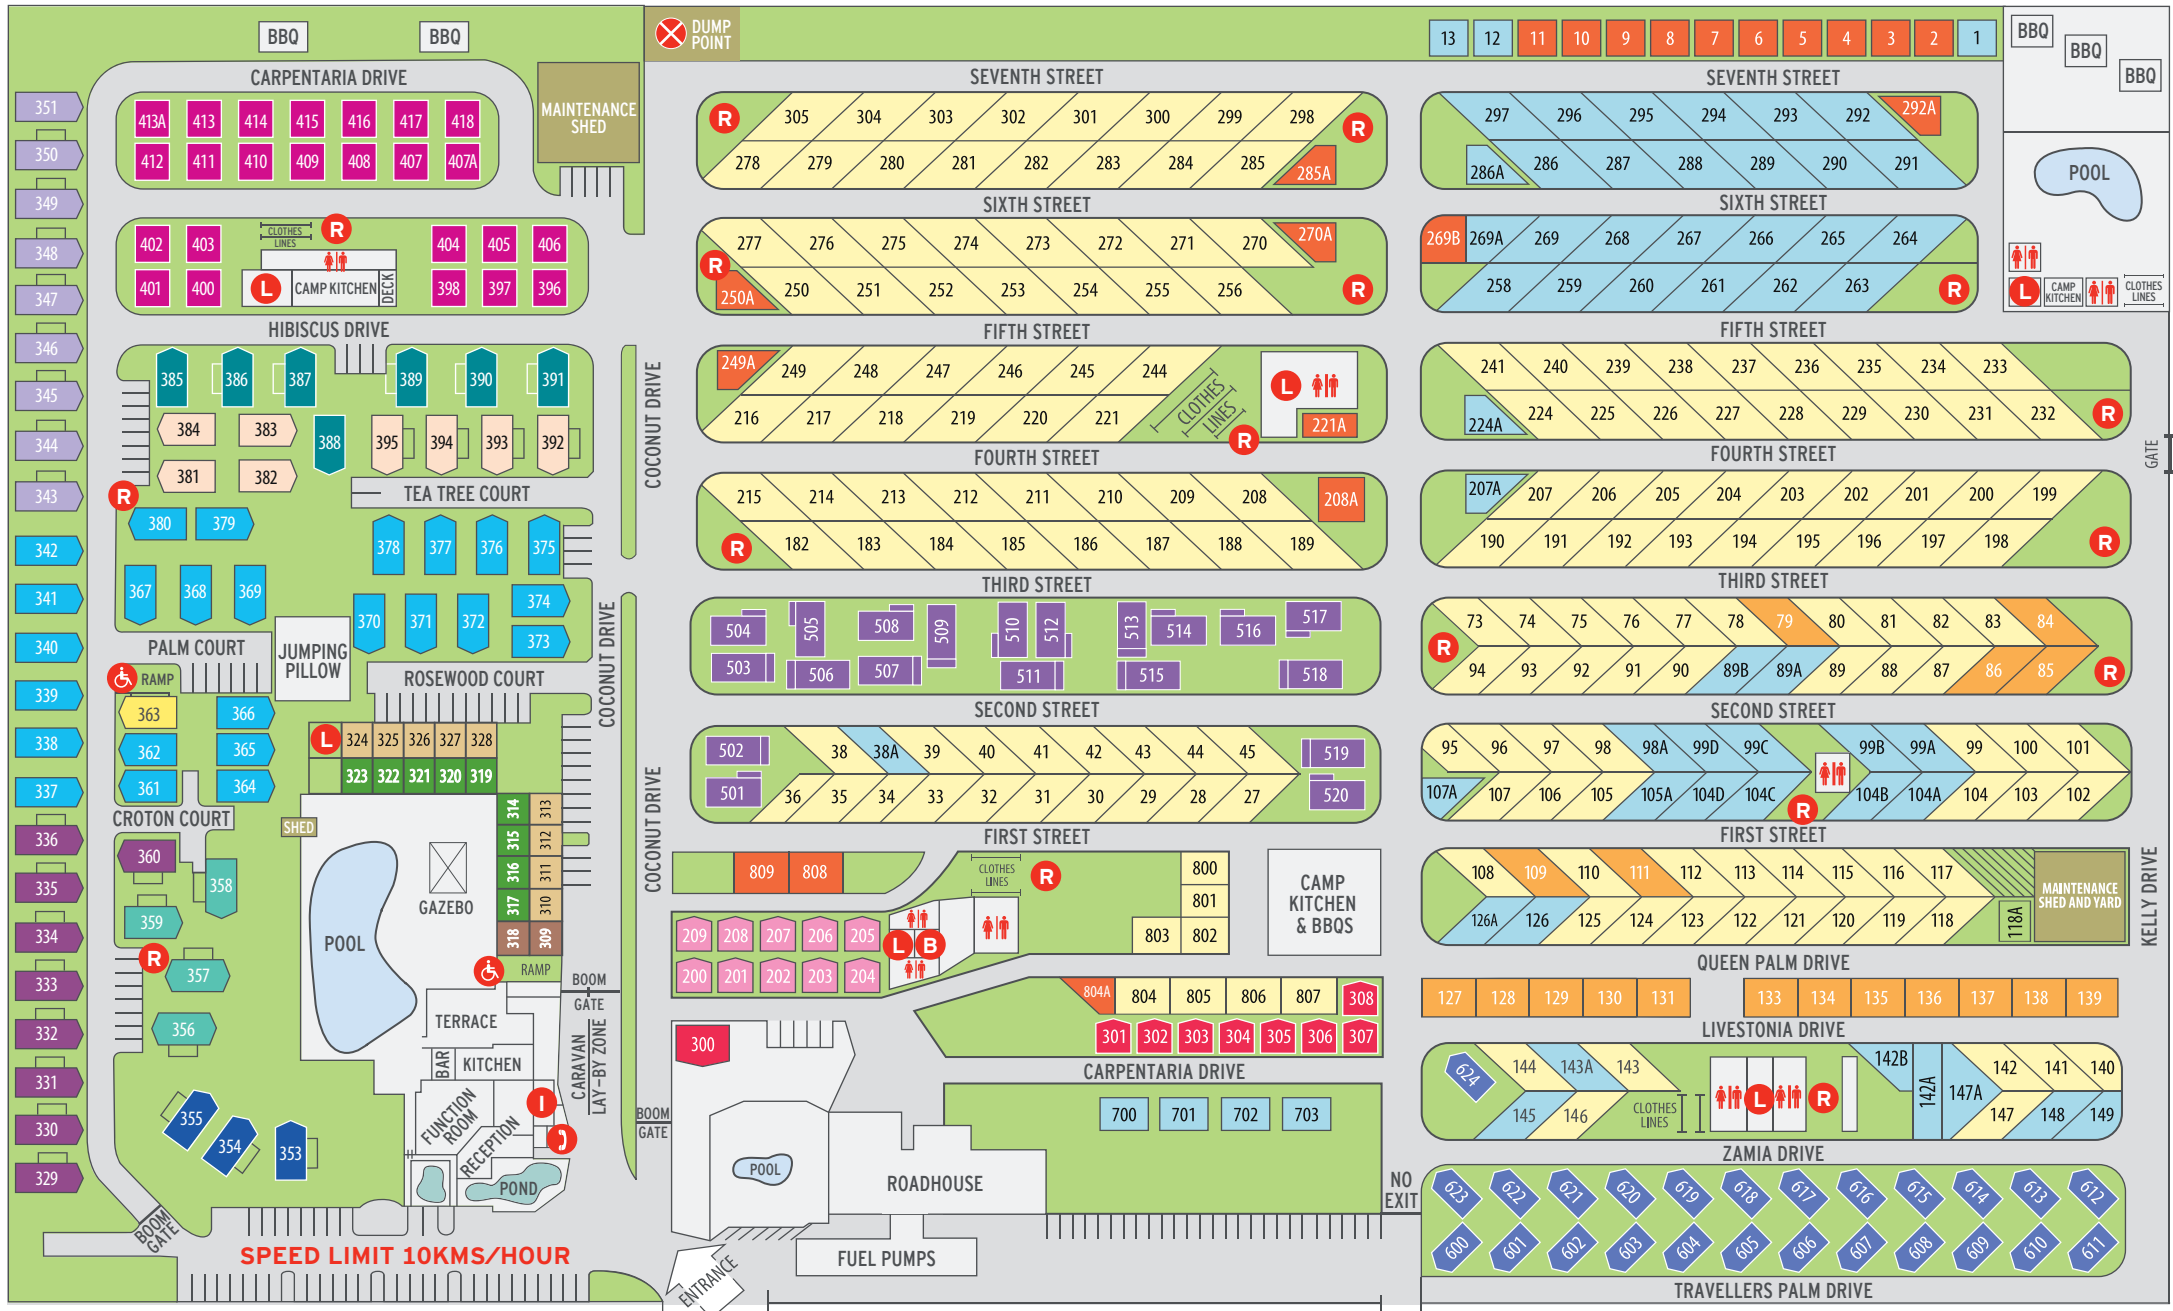 BBQ
BBQ
DUMP
POINT
13 12 11 10 9 8 7 6 5 4 3 2 1
BBQ
BBQ
BBQ
CARPENTARIA DRIVE
SEVENTH STREET
SEVENTH STREET
MAINTENANCE
SHED
351
350
349
348
347
346
345
344
343
342
341
340
339
338
337
336
335
334
333
332
331
330
329
413A 413 414 415 416 417 418
412 411 410 409 408 407 407A
402 403
CLOTHES
LINES
R
404 405 406
401 400
L
CAMP KITCHEN
DECK
398 397 396
HIBISCUS DRIVE
385 386 387 389 390 391
384 383 388 395 394 393 392
381 382
R
TEA TREE COURT
380 379
378 377 376 375
367 368 369
370 371 372 374
373
PALM COURT
JUMPING
PILLOW
ROSEWOOD COURT
RAMP
363 366
362 365
361 364
CROTON COURT
L 324 325 326 327 328
323 322 321 320 319
314 313
315 312
316 311
317 310
318 309
SHED
GAZEBO
POOL
RAMP
360
358
359
R
357
356
355
354
353
TERRACE
BAR
KITCHEN
FUNCTION
ROOM
RECEPTION
I
POND
BOOM
GATE
CARAVAN
LAY-BY ZONE
BOOM
GATE
BOOM
GATE
SPEED LIMIT 10KMS/HOUR
COCONUT DRIVE
COCONUT DRIVE
COCONUT DRIVE
R 305 304 303 302 301 300 299 298 R
278 279 280 281 282 283 284 285 285A
SIXTH STREET
277 276 275 274 273 272 271 270 270A
R
250A 250 251 252 253 254 255 256 R
FIFTH STREET
249A 249 248 247 246 245 244
216 217 218 219 220 221
CLOTHES
LINES
R
L
221A
FOURTH STREET
215 214 213 212 211 210 209 208 208A
R 182 183 184 185 186 187 188 189
THIRD STREET
504 505 508 509 510 512 513 514 516 517
503 506 507 511 515 518
SECOND STREET
502 38 38A 39 40 41 42 43 44 45 519
501 36 35 34 33 32 31 30 29 28 27 520
FIRST STREET
809 808
CLOTHES
LINES
R
800
801
803 802
CAMP
KITCHEN
& BBQS
209 208 207 206 205
200 201 202 203 204
L B
804A 804 805 806 807 308
301 302 303 304 305 306 307
300
CARPENTARIA DRIVE
700 701 702 703
POOL
ROADHOUSE
FUEL PUMPS
ENTRANCE
NO
EXIT
297 296 295 294 293 292 292A
286A 286 287 288 289 290 291
SIXTH STREET
269B 269A 269 268 267 266 265 264
258 259 260 261 262 263 R
FIFTH STREET
POOL
L
CAMP
KITCHEN
CLOTHES
LINES
241 240 239 238 237 236 235 234 233
224A 224 225 226 227 228 229 230 231 232 R
FOURTH STREET
GATE
207A 207 206 205 204 203 202 201 200 199
190 191 192 193 194 195 196 197 198 R
THIRD STREET
73 74 75 76 77 78 79 80 81 82 83 84
R
94 93 92 91 90 89B 89A 89 88 87 86 85 R
SECOND STREET
95 96 97 98 98A 99D 99C 99B 99A 99 100 101
107A 107 106 105 105A 104D 104C R 104B 104A 104 103 102
FIRST STREET
108 109 110 111 112 113 114 115 116 117
126A 126 125 124 123 122 121 120 119 118 118A
MAINTENANCE
SHED AND YARD
KELLY DRIVE
QUEEN PALM DRIVE
127 128 129 130 131 133 134 135 136 137 138 139
LIVESTONIA DRIVE
624 144 143A 143
145 146
CLOTHES
LINES
L R
142B 142A 147A 142 141 140
147 148 149
ZAMIA DRIVE
623 622 621 620 619 618 617 616 615 614 613 612
600 601 602 603 604 605 606 607 608 609 610 611
TRAVELLERS PALM DRIVE